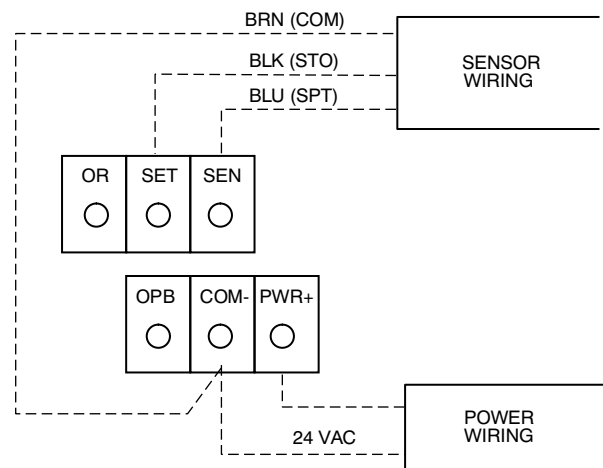 BRN (COM)
BLK (STO)
BLU (SPT)
SENSOR
WIRING
OR SET SEN
OPB COM- PWR+
24 VAC
POWER
WIRING